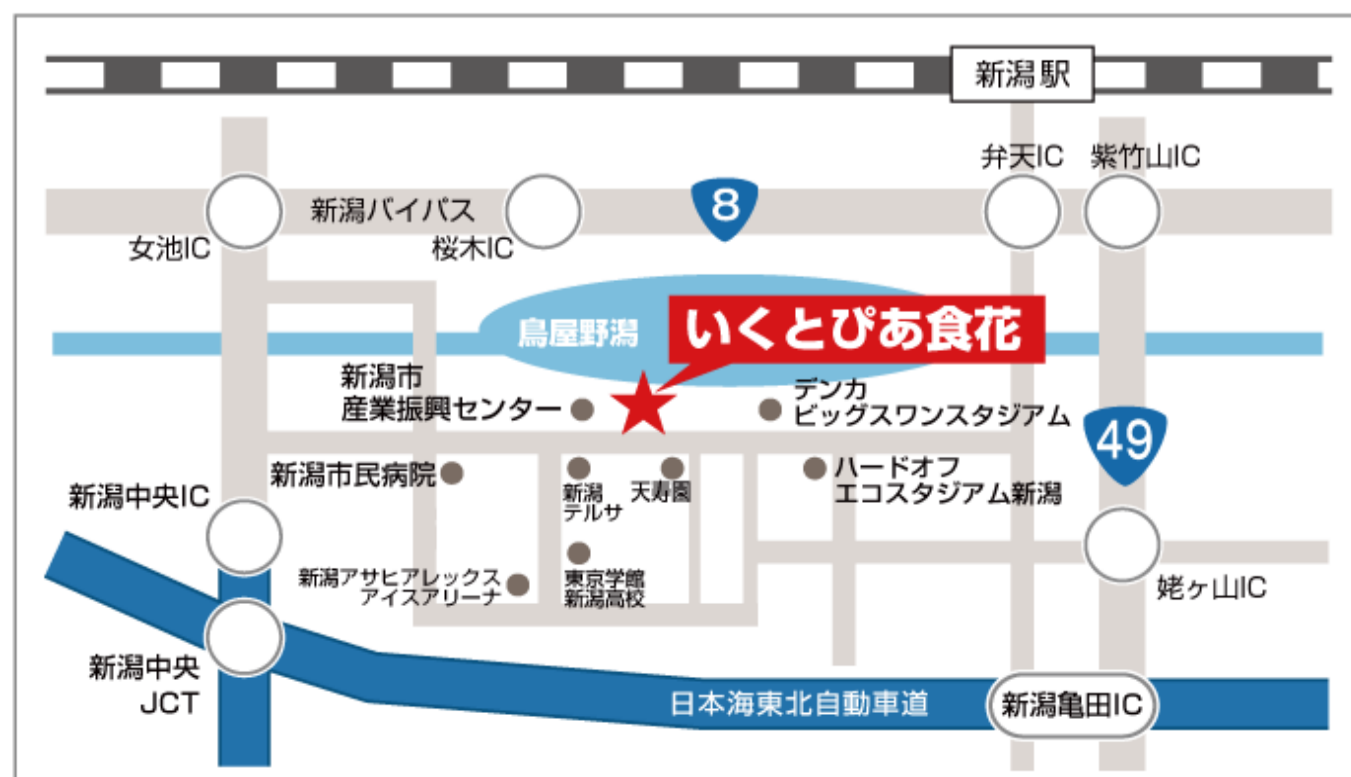 新潟駅
弁天IC
紫竹山IC
新潟バイパス
8
女池IC
桜木IC
鳥屋野潟
いくとぴあ食花
新潟市
産業振興センター
デンカ
ビッグスワンスタジアム
49
新潟市民病院
新潟
テルサ
天寿園
ハードオフ
エコスタジアム新潟
新潟中央IC
新潟アサヒアレックス
アイスアリーナ
東京学館
新潟高校
姥ヶ山IC
新潟中央
JCT
日本海東北自動車道
新潟亀田IC